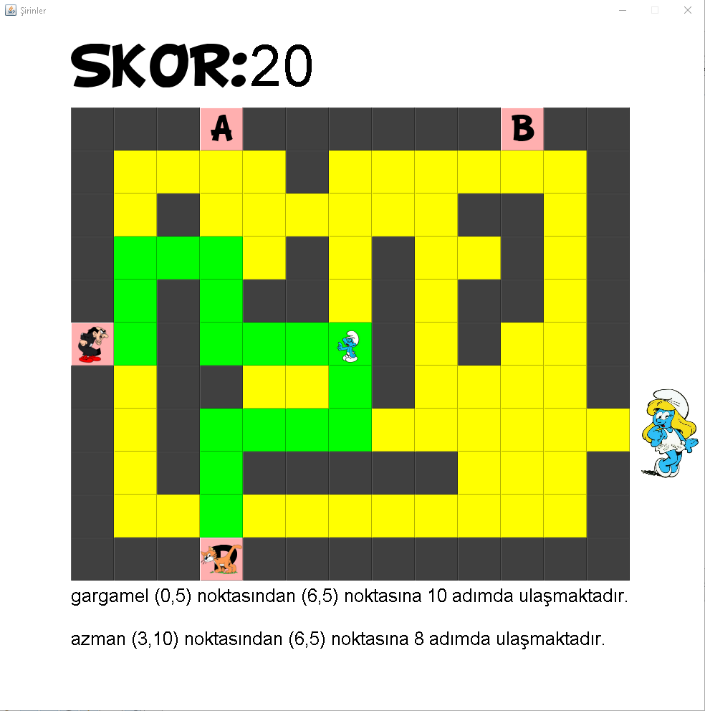 Şirinler
SKOR:20
A
B
gargamel (0,5) noktasından (6,5) noktasına 10 adımda ulaşmaktadır.
azman (3,10) noktasından (6,5) noktasına 8 adımda ulaşmaktadır.